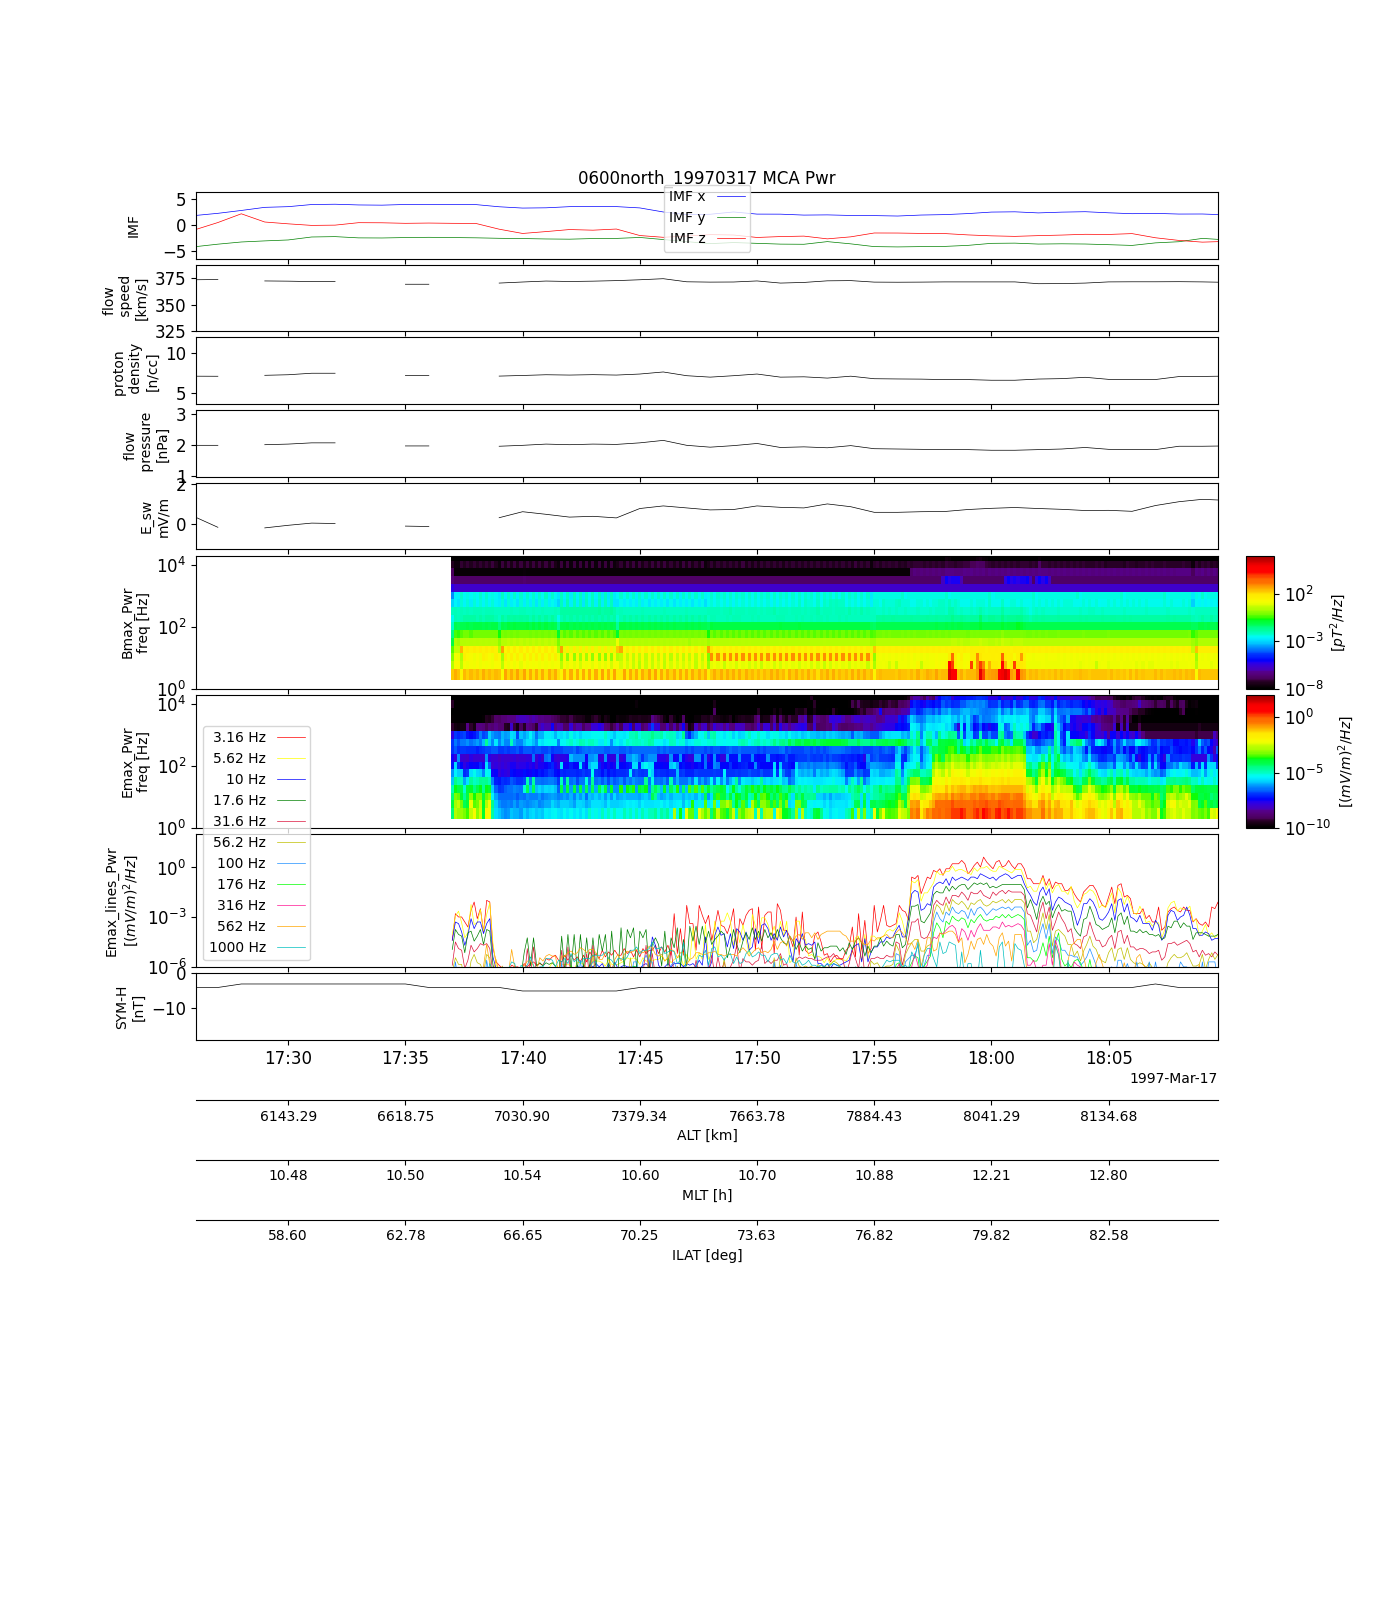 0600north_19970317 MCA Pwr
IMF
5
0
−5
IMF x
IMF y
IMF z
flow
speed
[km/s]
375
350
325
proton
density
[n/cc]
10
5
flow
pressure
[nPa]
3
2
1
E_sw
mV/m
2
0
Bmax_Pwr
freq [Hz]
10^4
10^2
10^0
10^2
10^-3
10^-8
[pT^2/Hz]
Emax_Pwr
freq [Hz]
10^4
10^2
10^0
10^0
10^-5
10^-10
[(mV/m)^2/Hz]
3.16 Hz
5.62 Hz
10 Hz
17.6 Hz
31.6 Hz
56.2 Hz
100 Hz
176 Hz
316 Hz
562 Hz
1000 Hz
Emax_lines_Pwr
[(mV/m)^2/Hz]
10^0
10^-3
10^-6
SYM-H
[nT]
0
−10
17:30 17:35 17:40 17:45 17:50 17:55 18:00 18:05
1997-Mar-17
6143.29 6618.75 7030.90 7379.34 7663.78 7884.43 8041.29 8134.68
ALT [km]
10.48 10.50 10.54 10.60 10.70 10.88 12.21 12.80
MLT [h]
58.60 62.78 66.65 70.25 73.63 76.82 79.82 82.58
ILAT [deg]